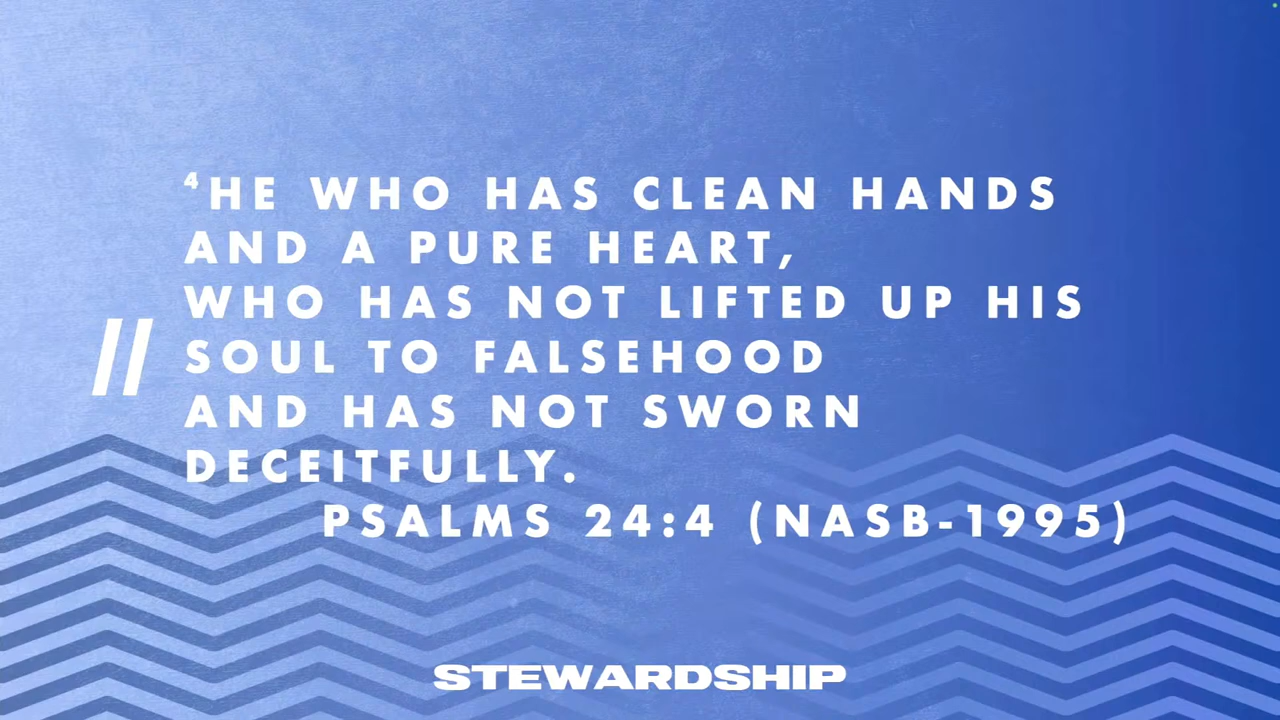 ⁴HE WHO HAS CLEAN HANDS
AND A PURE HEART,
WHO HAS NOT LIFTED UP HIS
// SOUL TO FALSEHOOD
AND HAS NOT SWORN
DECEITFULLY.
PSALMS 24:4 (NASB-1995)
STEWARDSHIP